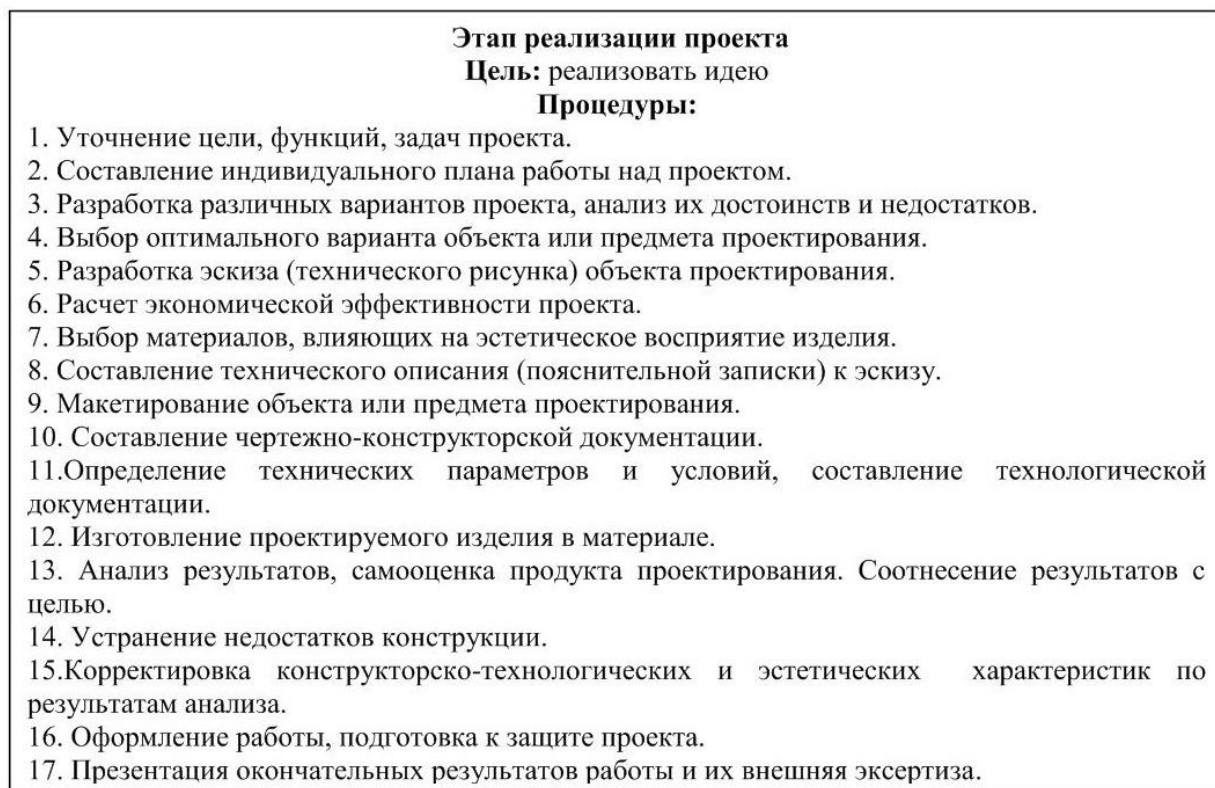 Этап реализации проекта
Цель: реализовать идею
Процедуры:
1. Уточнение цели, функций, задач проекта.
2. Составление индивидуального плана работы над проектом.
3. Разработка различных вариантов проекта, анализ их достоинств и недостатков.
4. Выбор оптимального варианта объекта или предмета проектирования.
5. Разработка эскиза (технического рисунка) объекта проектирования.
6. Расчет экономической эффективности проекта.
7. Выбор материалов, влияющих на эстетическое восприятие изделия.
8. Составление технического описания (пояснительной записки) к эскизу.
9. Макетирование объекта или предмета проектирования.
10. Составление чертежно-конструкторской документации.
11.Определение технических параметров и условий, составление технологической
документации.
12. Изготовление проектируемого изделия в материале.
13. Анализ результатов, самооценка продукта проектирования. Соотнесение результатов с
целью.
14. Устранение недостатков конструкции.
15.Корректировка конструкторско-технологических и эстетических характеристик по
результатам анализа.
16. Оформление работы, подготовка к защите проекта.
17. Презентация окончательных результатов работы и их внешняя эксертиза.